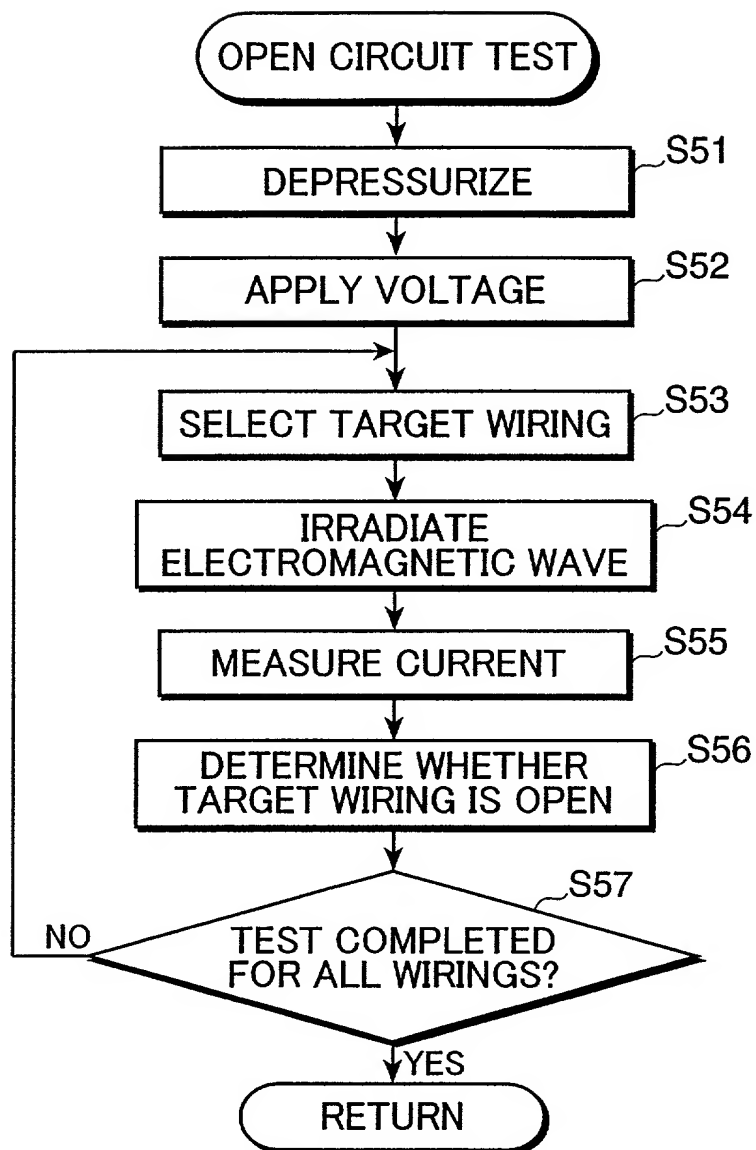 OPEN CIRCUIT TEST
S51
DEPRESSURIZE
S52
APPLY VOLTAGE
S53
SELECT TARGET WIRING
S54
IRRADIATE
ELECTROMAGNETIC WAVE
S55
MEASURE CURRENT
S56
DETERMINE WHETHER
TARGET WIRING IS OPEN
S57
NO
TEST COMPLETED
FOR ALL WIRINGS?
YES
RETURN